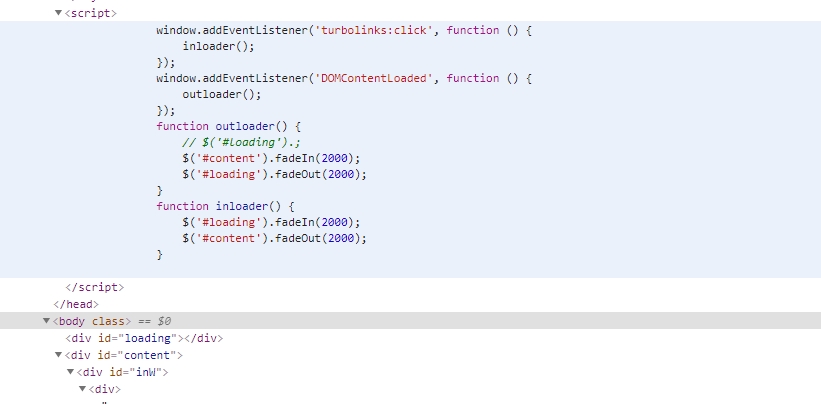 ▼<script>
window.addEventListener('turbolinks:click', function () {
inloader();
});
window.addEventListener('DOMContentLoaded', function () {
outloader();
});
function outloader() {
// $('#Loading').;
$('#content').fadeIn(2000);
$('#loading').fadeOut(2000);
}
function inloader() {
$('#loading').fadeIn(2000);
$('#content').fadeOut(2000);
}
</script>
</head>
▼<body class> == $0
<div id="loading"></div>
▼<div id="content">
▼<div id="inW">
▼<div>
"